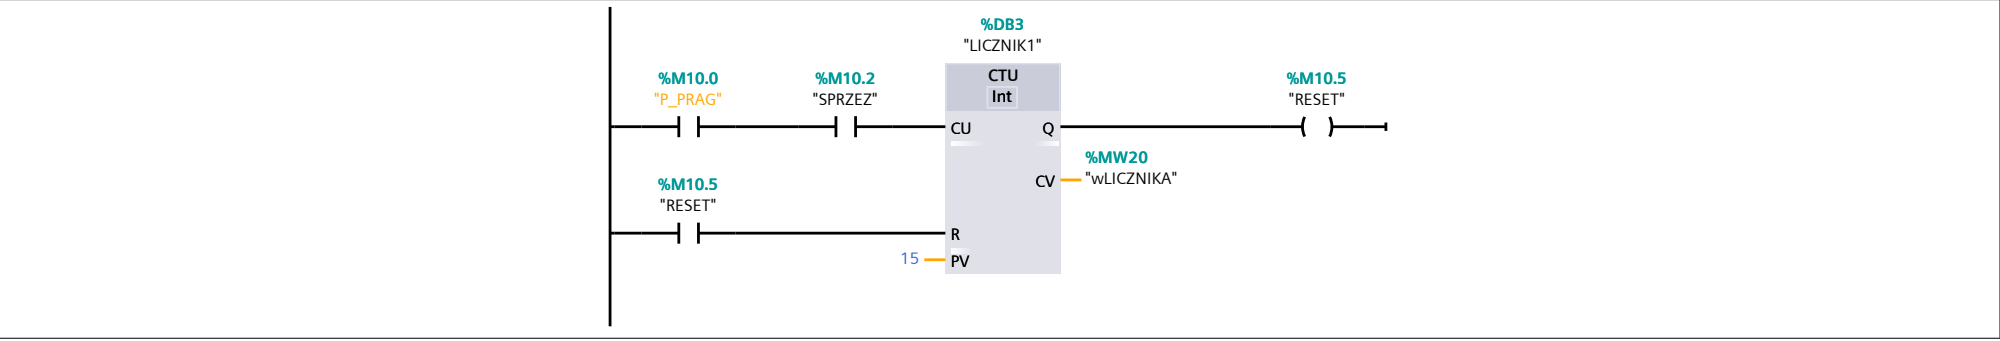 %DB3
"LICZNIK1"
%M10.0
"P_PRAG"
%M10.2
"SPRZEZ"
CTU
Int
%M10.5
"RESET"
CU
Q
%MW20
CV
"wLICZNIKA"
%M10.5
"RESET"
R
15
PV